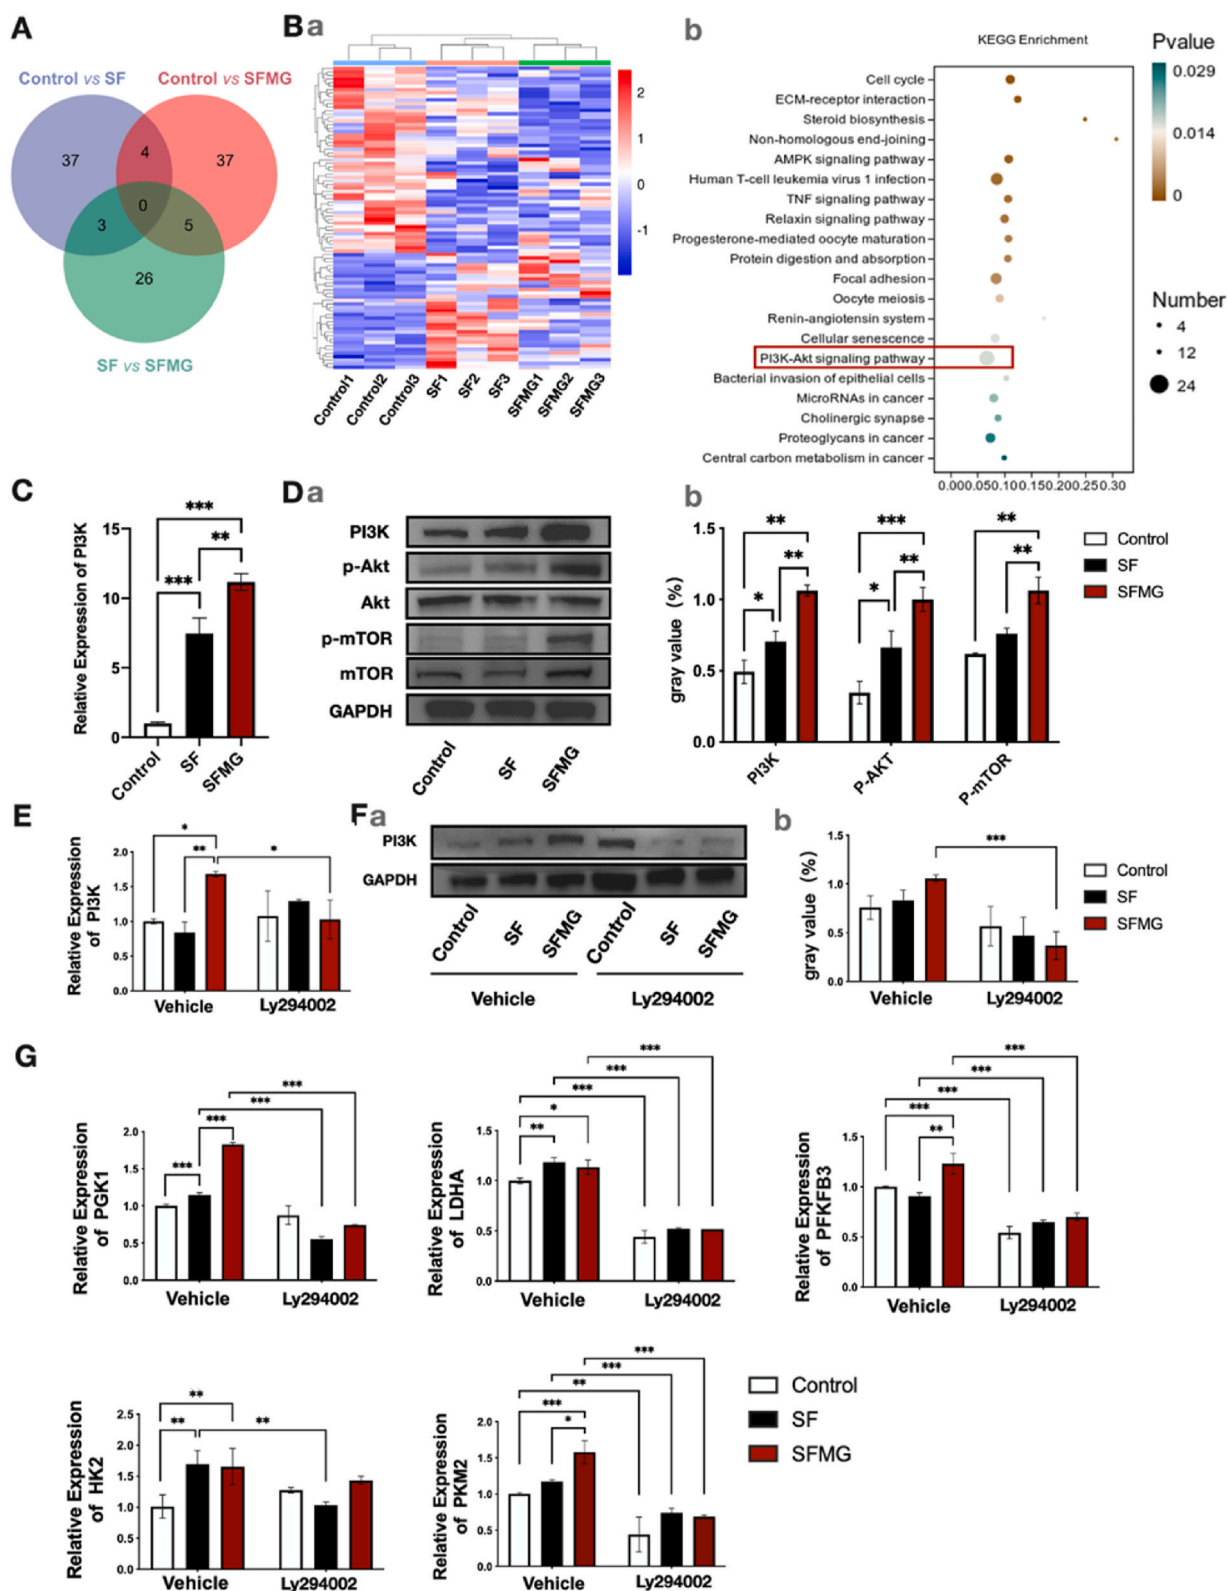 A
Control vs SF
Control vs SFMG
37
4
37
0
3
5
26
SF vs SFMG
B a
2
1
0
-1
Control1
Control2
Control3
SF1
SF2
SF3
SFMG1
SFMG2
SFMG3
b
KEGG Enrichment
Cell cycle
ECM-receptor interaction
Steroid biosynthesis
Non-homologous end-joining
AMPK signaling pathway
Human T-cell leukemia virus 1 infection
TNF signaling pathway
Relaxin signaling pathway
Progesterone-mediated oocyte maturation
Protein digestion and absorption
Focal adhesion
Oocyte meiosis
Renin-angiotensin system
Cellular senescence
PI3K-Akt signaling pathway
Bacterial invasion of epithelial cells
MicroRNAs in cancer
Cholinergic synapse
Proteoglycans in cancer
Central carbon metabolism in cancer
0.000.050.100.150.200.250.30
Pvalue
0.029
0.014
0
Number
4
12
24
C
Relative Expression of PI3K
15
10
5
0
***
**
***
Control
SF
SFMG
D a
PI3K
p-Akt
Akt
p-mTOR
mTOR
GAPDH
Control
SF
SFMG
b
gray value (%)
1.5
1.0
0.5
0.0
**
**
*
***
**
*
**
**
PI3K
P-AKT
P-mTOR
Control
SF
SFMG
E
Relative Expression
of PI3K
2.0
1.5
1.0
0.5
0.0
*
**
*
Vehicle
Ly294002
F a
PI3K
GAPDH
Control
SF
SFMG
Control
SF
SFMG
Vehicle
Ly294002
b
gray value (%)
1.5
1.0
0.5
0.0
***
Vehicle
Ly294002
Control
SF
SFMG
G
Relative Expression
of PGK1
2.0
1.5
1.0
0.5
0.0
***
***
***
***
Vehicle
Ly294002
Relative Expression
of LDHA
1.5
1.0
0.5
0.0
***
***
***
*
**
Vehicle
Ly294002
Relative Expression
of PFKFB3
1.5
1.0
0.5
0.0
***
***
***
***
**
Vehicle
Ly294002
Relative Expression
of HK2
2.5
2.0
1.5
1.0
0.5
0.0
**
**
**
Vehicle
Ly294002
Relative Expression
of PKM2
2.0
1.5
1.0
0.5
0.0
***
***
**
***
*
Vehicle
Ly294002
Control
SF
SFMG